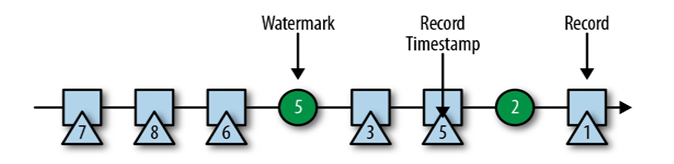 Watermark
Record
Timestamp
Record
7 8 6 5 3 5 2 1